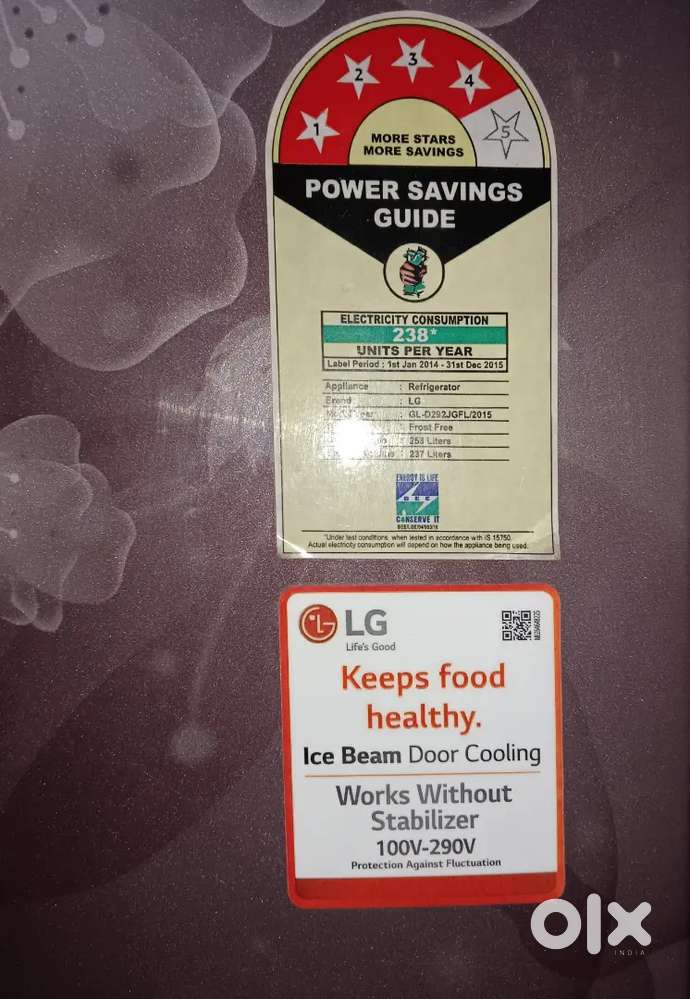 1 2 3 4 5
MORE STARS
MORE SAVINGS
POWER SAVINGS
GUIDE
ELECTRICITY CONSUMPTION
238*
UNITS PER YEAR
Label Period : 1st Jan 2014 - 31st Dec 2015
Appliance : Refrigerator
Brand : LG
: GL-D292JGFL/2015
: Frost Free
: 253 Liters
: 237 Liters
ENERGY IS LIFE
BEE
CONSERVE IT
*Under test conditions, when tested in accordance with IS 15750.
Actual electricity consumption will depend on how the appliance being used.
LG
Life's Good
Keeps food
healthy.
Ice Beam Door Cooling
Works Without
Stabilizer
100V-290V
Protection Against Fluctuation
olx
INDIA